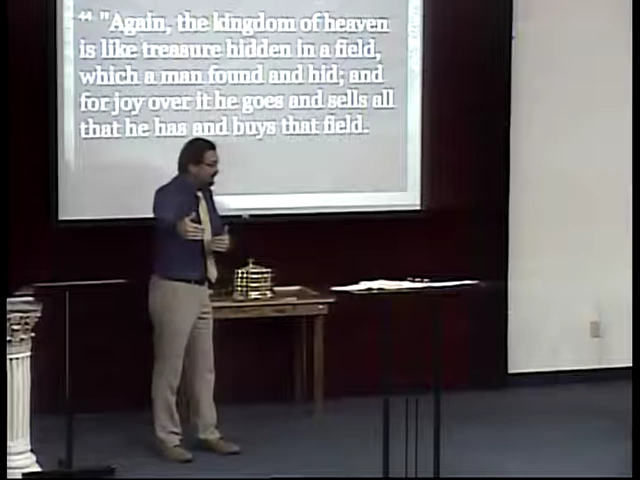 44 "Again, the kingdom of heaven
is like treasure hidden in a field,
which a man found and hid; and
for joy over it he goes and sells all
that he has and buys that field.